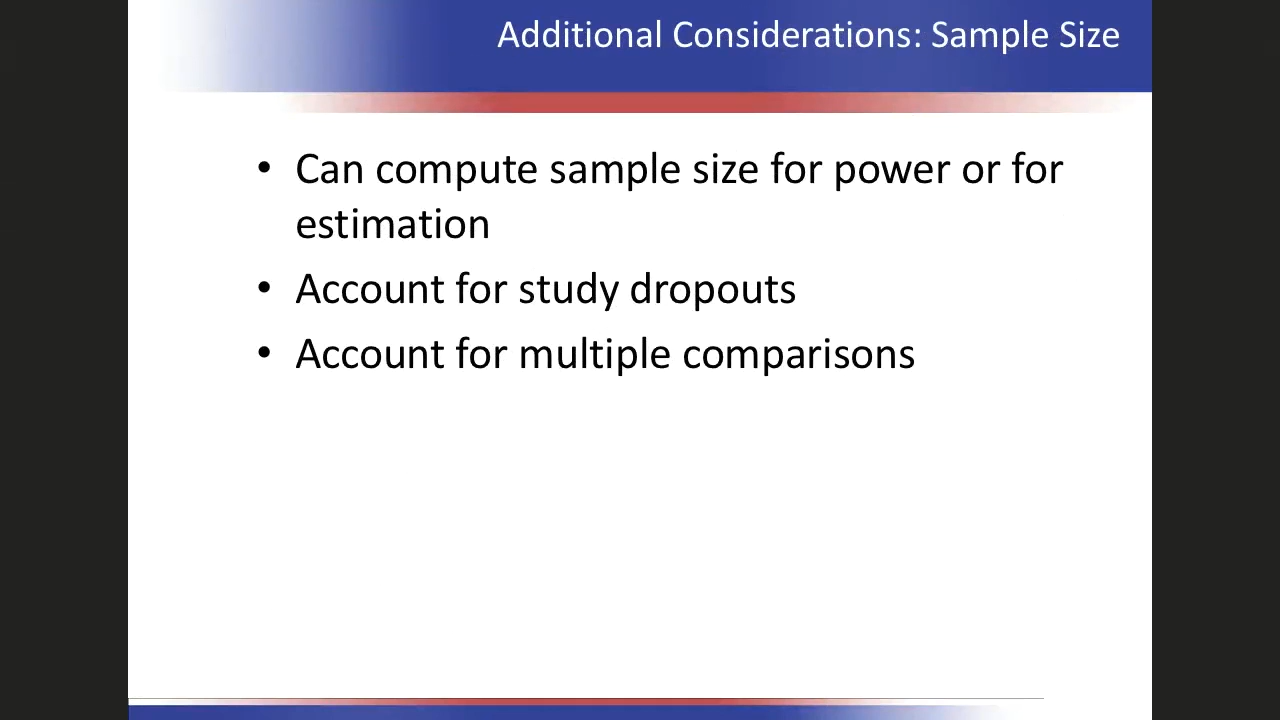 Additional Considerations: Sample Size
• Can compute sample size for power or for
estimation
• Account for study dropouts
• Account for multiple comparisons